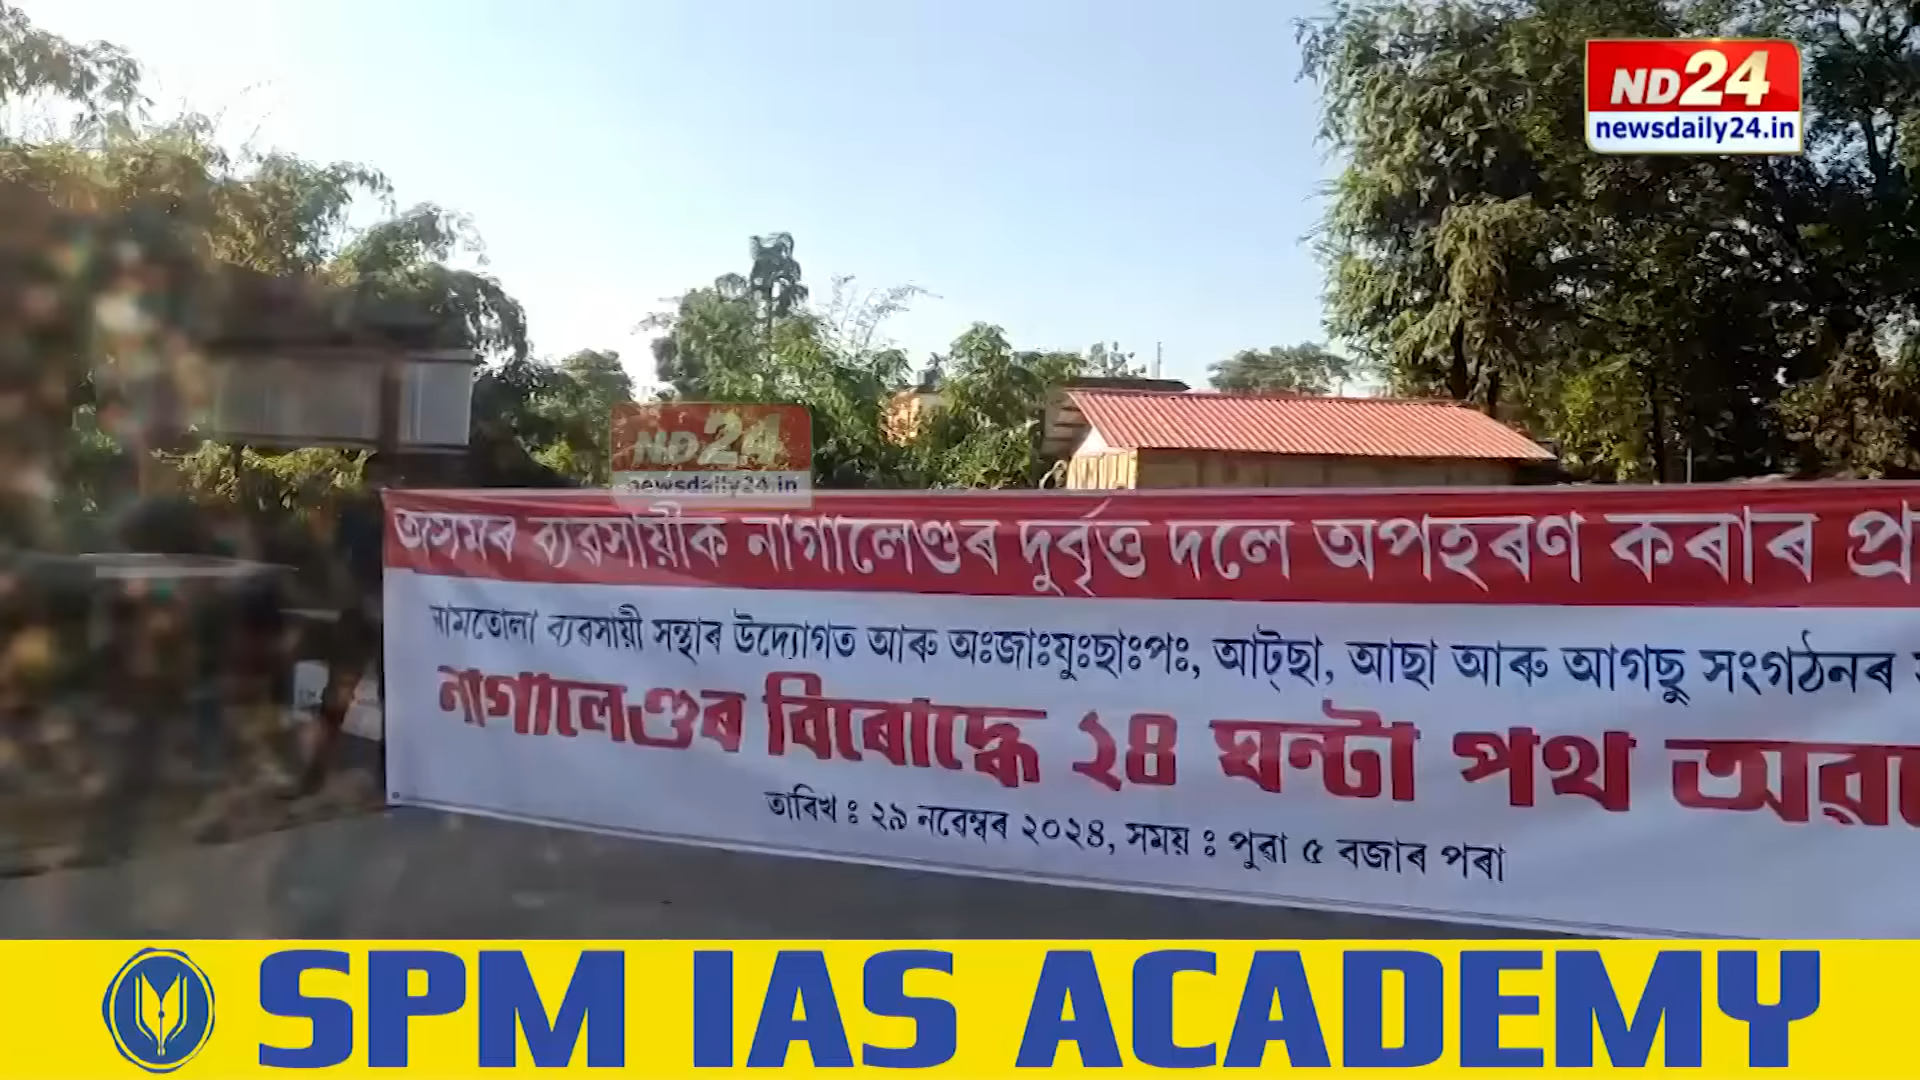 ND24
newsdaily24.in
ND24
newsdaily24.in
অসমৰ ব্যৱসায়ীক নাগালেণ্ডৰ দুৰ্বৃত্ত দলে অপহৰণ কৰাৰ
নামতোলা ব্যৱসায়ী সন্থাৰ উদ্যোগত আৰু অঃজাঃযুঃছাঃপঃ, আট্ছা, আছা আৰু আগছু সংগঠনৰ
নাগালেণ্ডৰ বিৰোদ্ধে ২৪ ঘন্টা পথ
তাৰিখ ঃ ২৯ নৱেম্বৰ ২০২৪, সময় ঃ পুৱা ৫ বজাৰ পৰা
SPM IAS ACADEMY